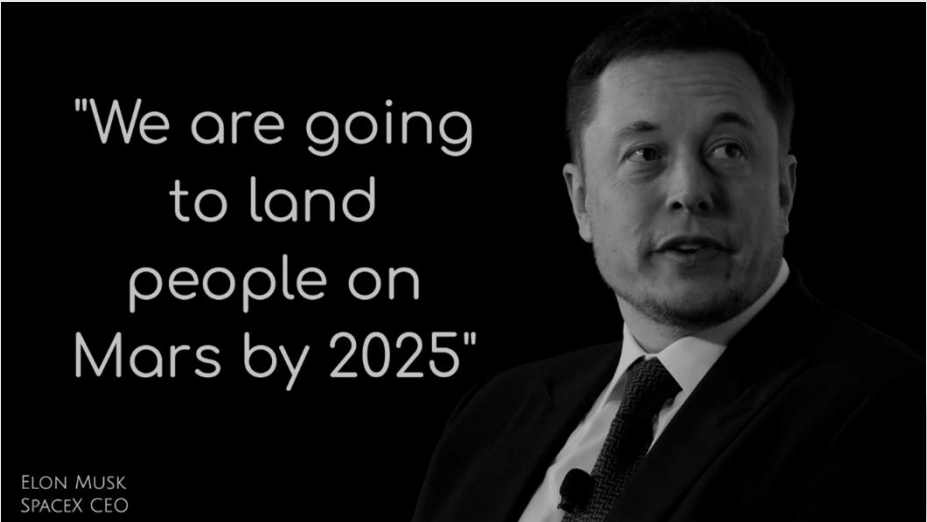 "We are going
to land
people on
Mars by 2025"
Elon Musk
SpaceX CEO